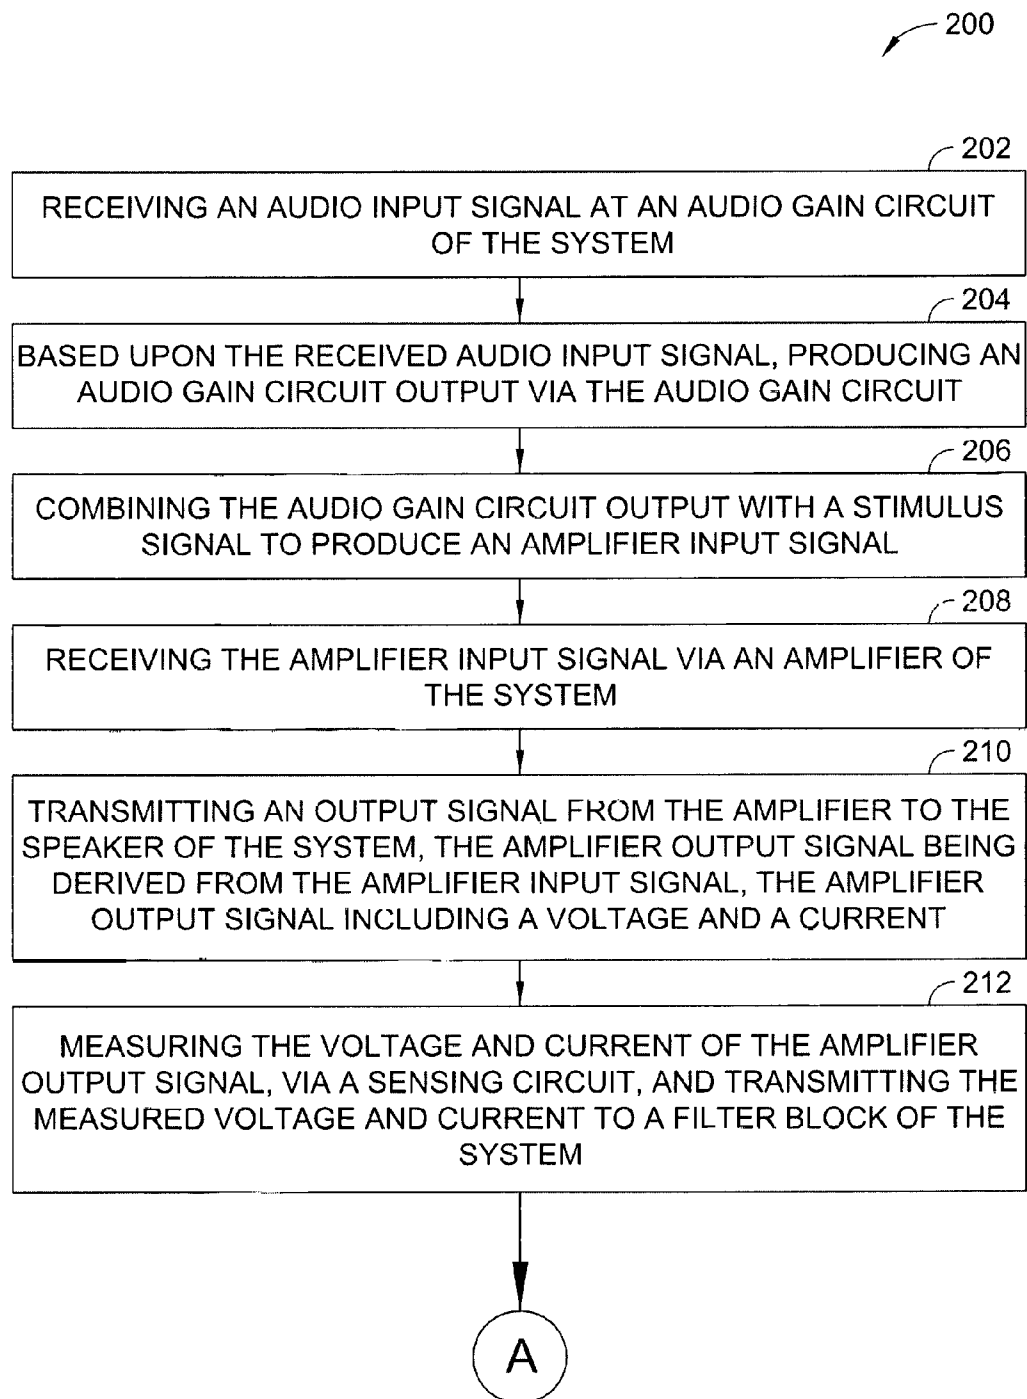 200
202
RECEIVING AN AUDIO INPUT SIGNAL AT AN AUDIO GAIN CIRCUIT
OF THE SYSTEM
204
BASED UPON THE RECEIVED AUDIO INPUT SIGNAL, PRODUCING AN
AUDIO GAIN CIRCUIT OUTPUT VIA THE AUDIO GAIN CIRCUIT
206
COMBINING THE AUDIO GAIN CIRCUIT OUTPUT WITH A STIMULUS
SIGNAL TO PRODUCE AN AMPLIFIER INPUT SIGNAL
208
RECEIVING THE AMPLIFIER INPUT SIGNAL VIA AN AMPLIFIER OF
THE SYSTEM
210
TRANSMITTING AN OUTPUT SIGNAL FROM THE AMPLIFIER TO THE
SPEAKER OF THE SYSTEM, THE AMPLIFIER OUTPUT SIGNAL BEING
DERIVED FROM THE AMPLIFIER INPUT SIGNAL, THE AMPLIFIER
OUTPUT SIGNAL INCLUDING A VOLTAGE AND A CURRENT
212
MEASURING THE VOLTAGE AND CURRENT OF THE AMPLIFIER
OUTPUT SIGNAL, VIA A SENSING CIRCUIT, AND TRANSMITTING THE
MEASURED VOLTAGE AND CURRENT TO A FILTER BLOCK OF THE
SYSTEM
A